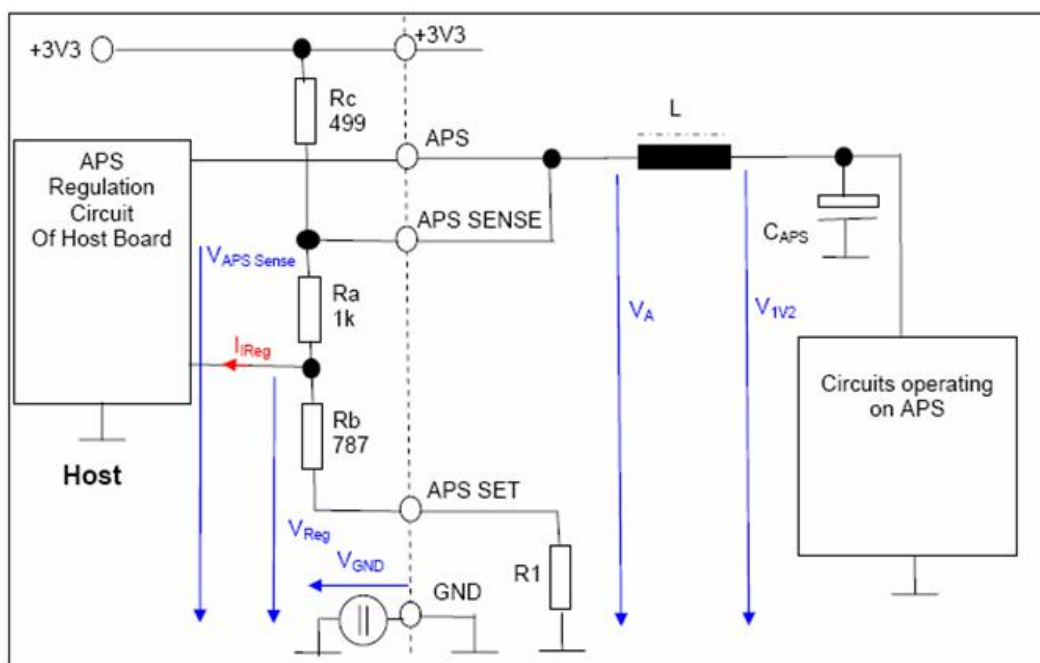 +3V3
+3V3
Rc
499
L
APS
APS
Regulation
Circuit
Of Host Board
APS SENSE
CAPS
VAPS Sense
Ra
1k
VA
V1V2
IIReg
Circuits operating
on APS
Rb
787
Host
APS SET
VReg
VGND
R1
GND